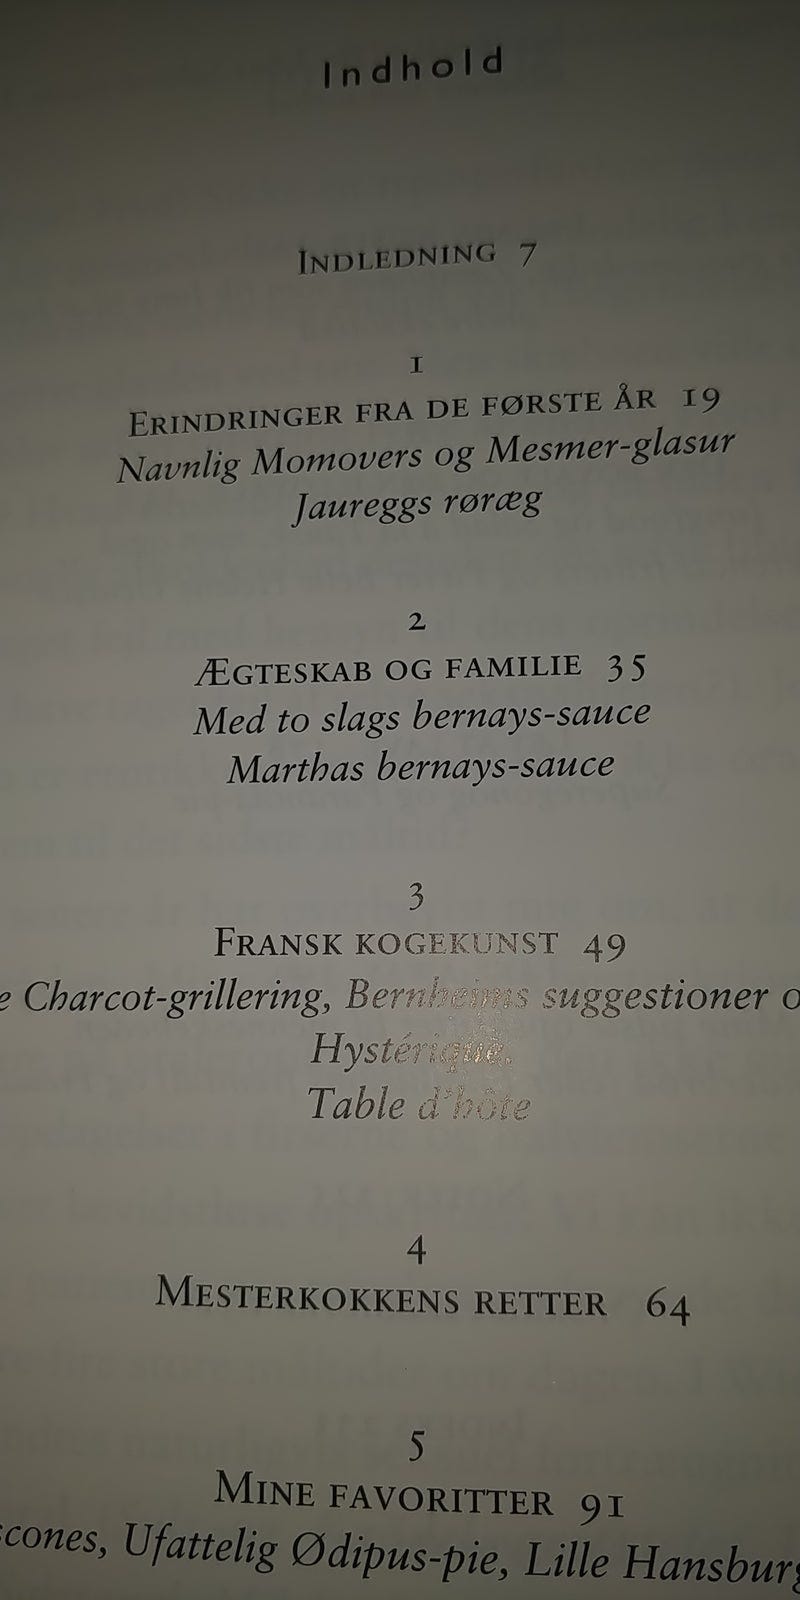 Indhold
INDLEDNING 7
1
ERINDRINGER FRA DE FØRSTE ÅR 19
Navnlig Momovers og Mesmer-glasur
Jaureggs røræg
2
ÆGTESKAB OG FAMILIE 35
Med to slags bernays-sauce
Marthas bernays-sauce
3
FRANSK KOGEKUNST 49
Charcot-grillering, Bernheims suggestioner
Hystérique.
Table d'hôte
4
MESTERKOKKENS RETTER 64
5
MINE FAVORITTER 91
scones, Ufattelig Ødipus-pie, Lille Hansburg